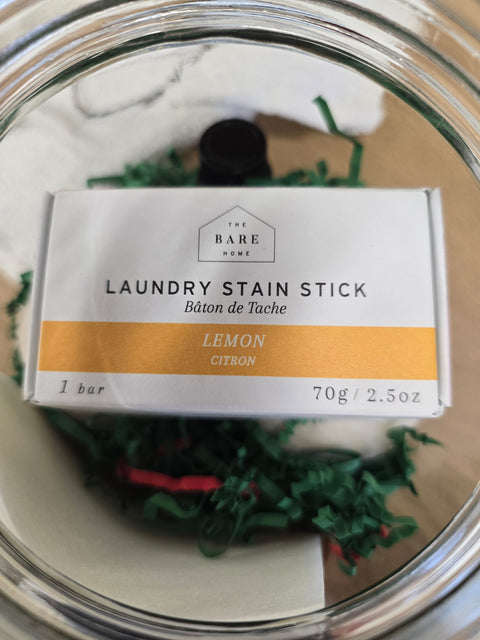 THE
BARE
HOME
LAUNDRY STAIN STICK
Bâton de Tache
LEMON
CITRON
1 bar
70g / 2.5oz